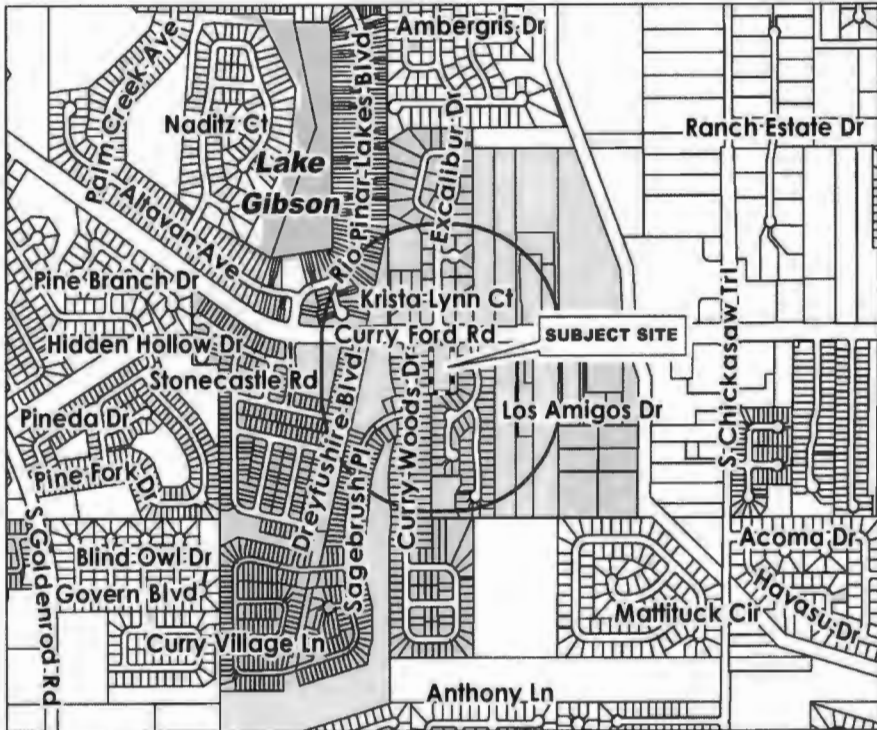 Ambergris Dr
Palm Creek Ave
Naditz Ct
Rio Pinar Lakes Blvd
Ranch Estate Dr
Lake
Gibson
Excalibur Dr
Altavan Ave
Pine Branch Dr
Krista Lynn Ct
S Chickasaw Trl
Curry Ford Rd
SUBJECT SITE
Hidden Hollow Dr
Stonecastle Rd
Los Amigos Dr
Pineda Dr
Dreyfushire Blvd
Curry Woods Dr
Pine Fork Dr
Sagebrush Pl
S Goldenrod Rd
Blind Owl Dr
Acoma Dr
Govern Blvd
Havasu Dr
Mattituck Cir
Curry Village Ln
Anthony Ln